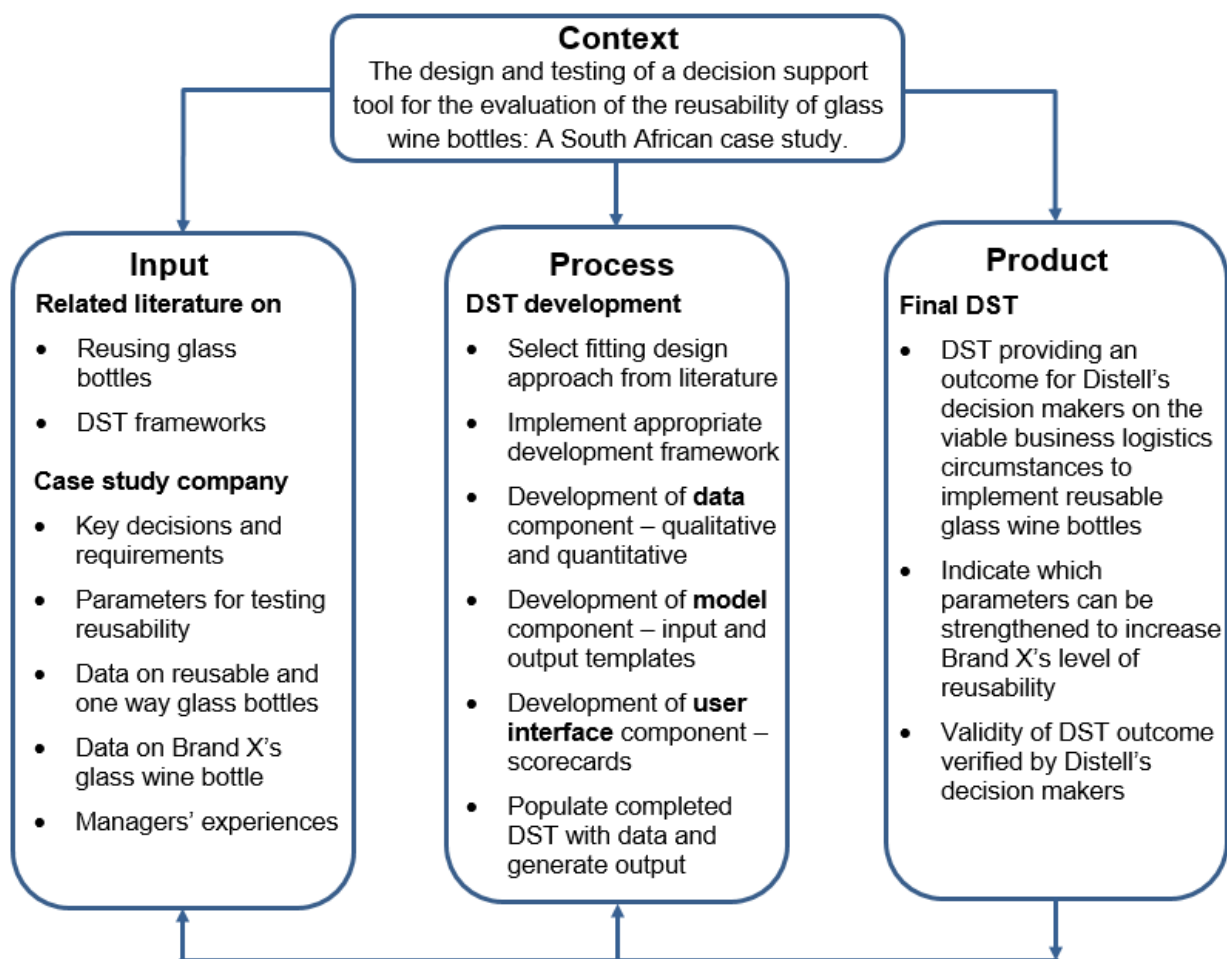 Context
The design and testing of a decision support
tool for the evaluation of the reusability of glass
wine bottles: A South African case study.
Input
Related literature on
• Reusing glass
bottles
• DST frameworks
Case study company
• Key decisions and
requirements
• Parameters for testing
reusability
• Data on reusable and
one way glass bottles
• Data on Brand X’s
glass wine bottle
• Managers’ experiences
Process
DST development
• Select fitting design
approach from literature
• Implement appropriate
development framework
• Development of data
component – qualitative
and quantitative
• Development of model
component – input and
output templates
• Development of user
interface component –
scorecards
• Populate completed
DST with data and
generate output
Product
Final DST
• DST providing an
outcome for Distell’s
decision makers on the
viable business logistics
circumstances to
implement reusable
glass wine bottles
• Indicate which
parameters can be
strengthened to increase
Brand X’s level of
reusability
• Validity of DST outcome
verified by Distell’s
decision makers